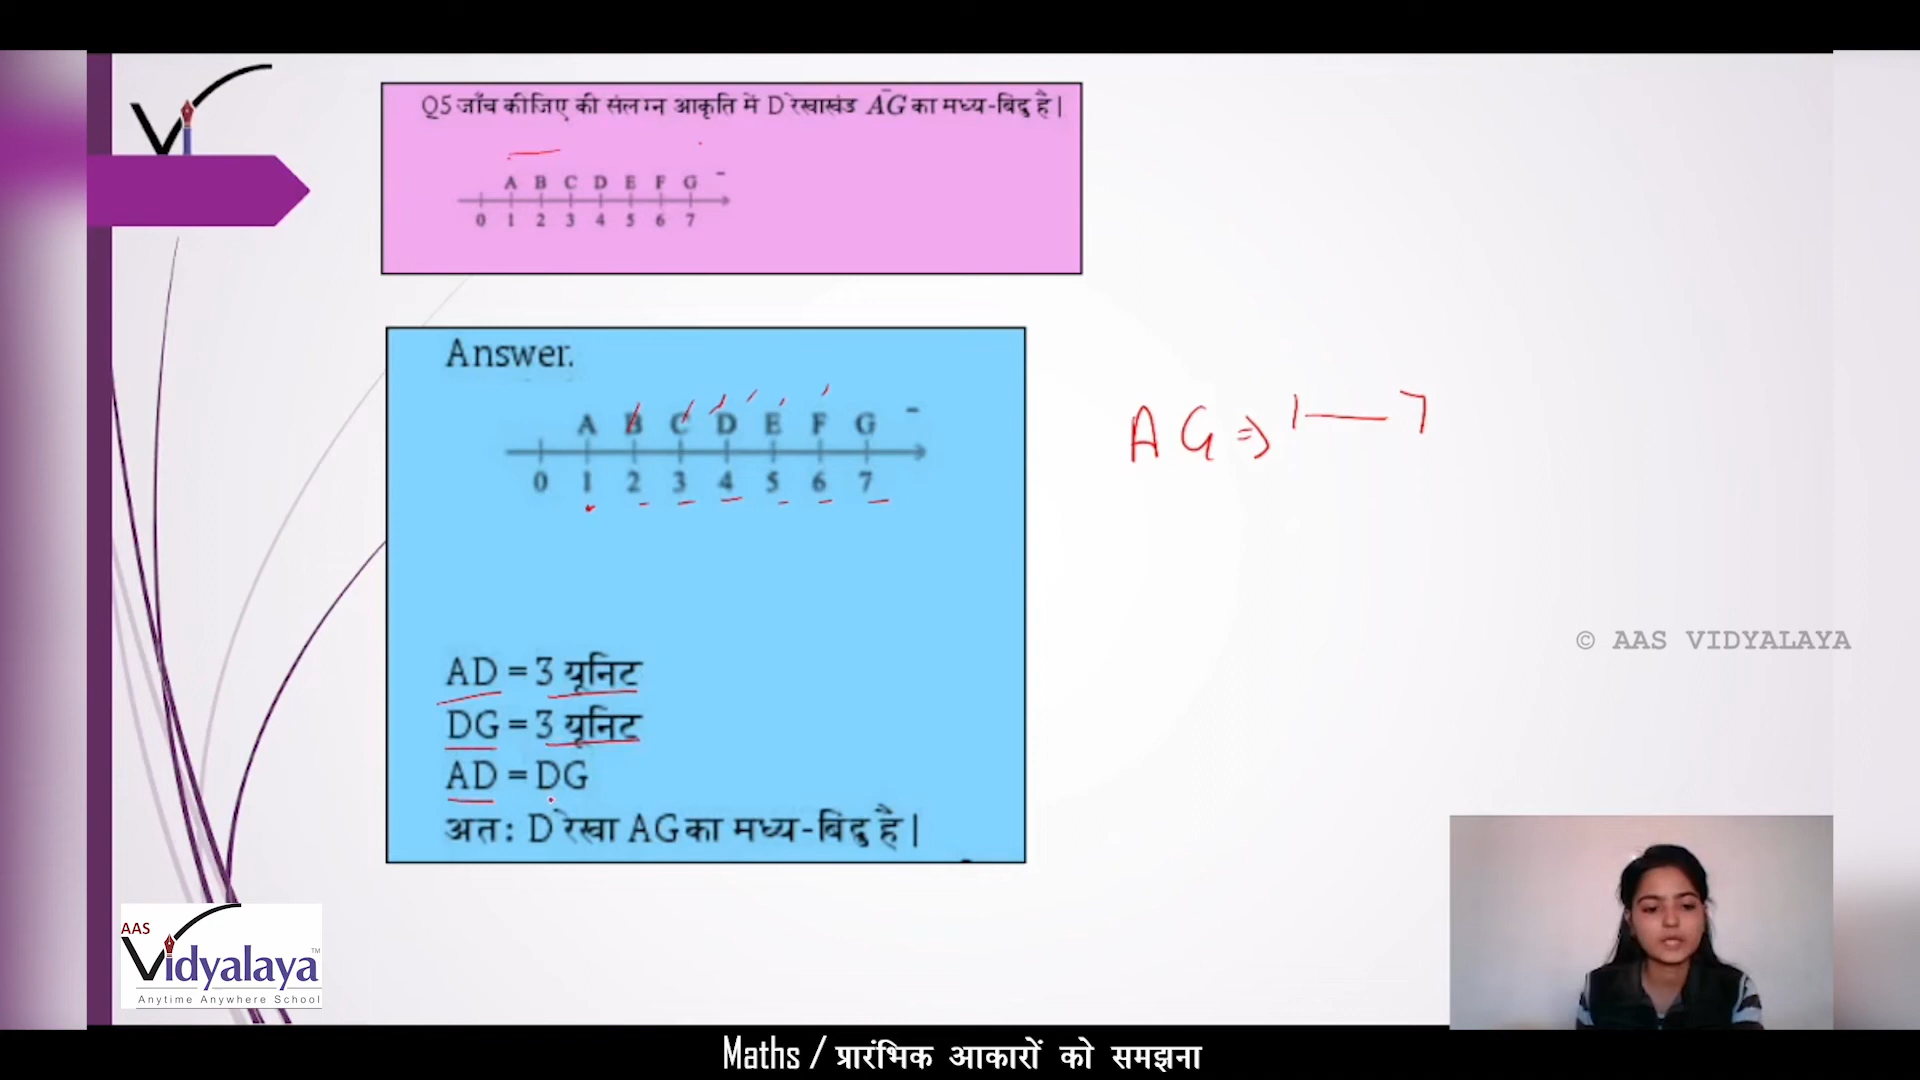 Q5 जाँच कीजिए की संलग्न आकृति में D रेखाखंड AG का मध्य-बिंदु है |
A B C D E F G
0 1 2 3 4 5 6 7
Answer.
A B C D E F G
0 1 2 3 4 5 6 7
AG ⇒ 1—7
AD = 3 यूनिट
DG = 3 यूनिट
AD = DG
अत: D रेखा AG का मध्य-बिंदु है |
© AAS VIDYALAYA
AAS
Vidyalaya™
Anytime Anywhere School
Maths / प्रारंभिक आकारों को समझना